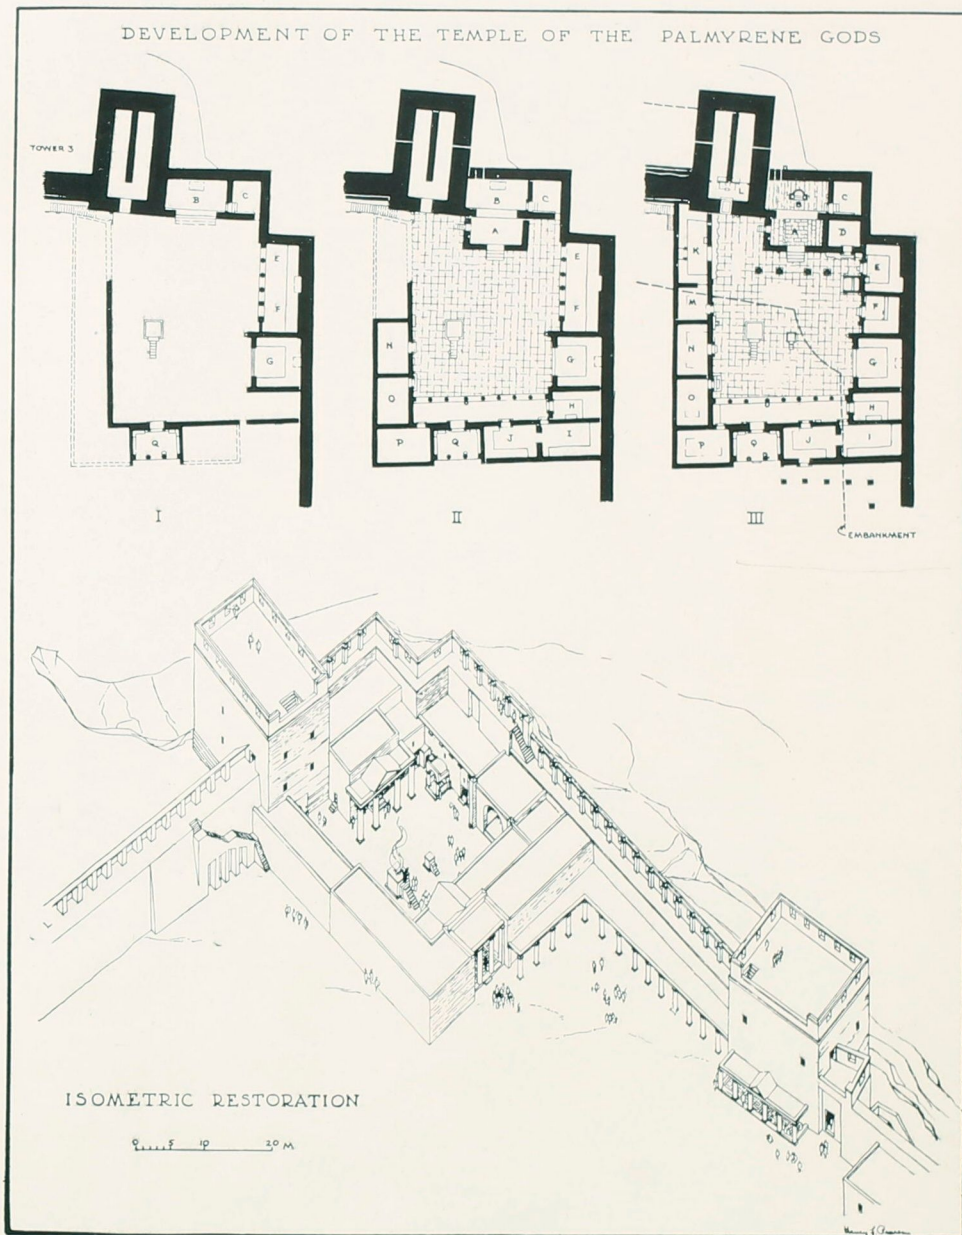 DEVELOPMENT OF THE TEMPLE OF THE PALMYRENE GODS
TOWER 3
B
C
E
F
G
Q
I
B
C
A
E
F
N
G
O
H
P
Q
J
I
II
L
B
C
A
D
K
E
M
F
N
G
O
H
P
Q
J
I
III
EMBANKMENT
ISOMETRIC RESTORATION
0 5 10 20 M